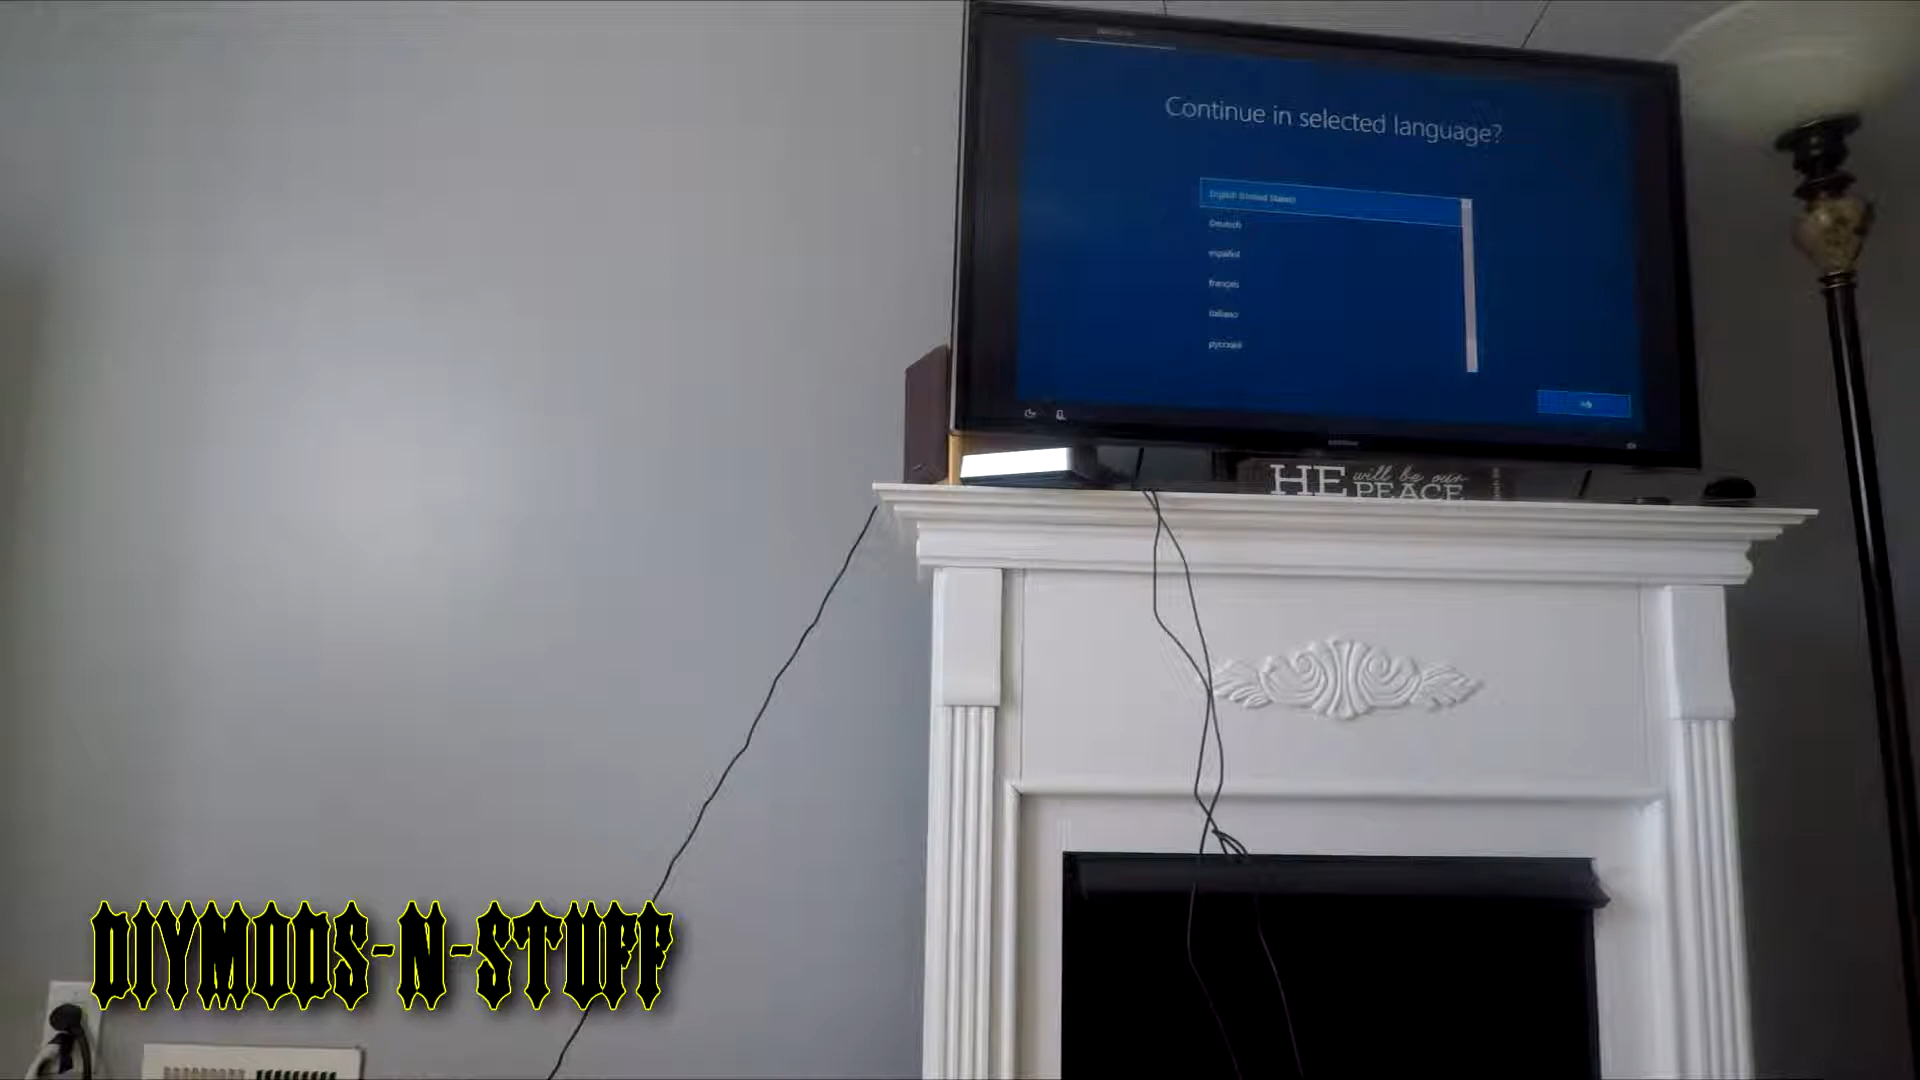 Continue in selected language?
English (United States)
Deutsch
español
français
italiano
русский
HE will be our PEACE
DIYMODS-N-STUFF